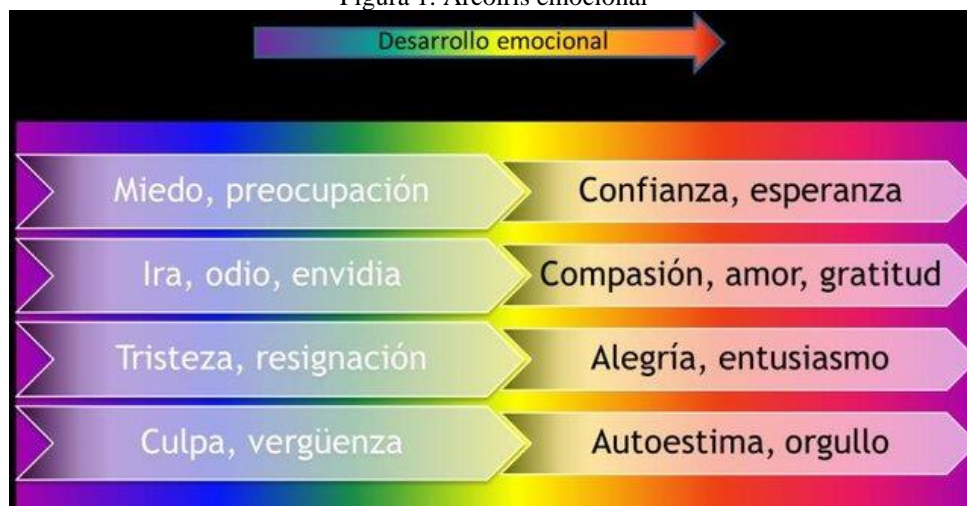 Figura 1. Arcoíris emocional
Desarrollo emocional
Miedo, preocupación
Confianza, esperanza
Ira, odio, envidia
Compasión, amor, gratitud
Tristeza, resignación
Alegría, entusiasmo
Culpa, vergüenza
Autoestima, orgullo